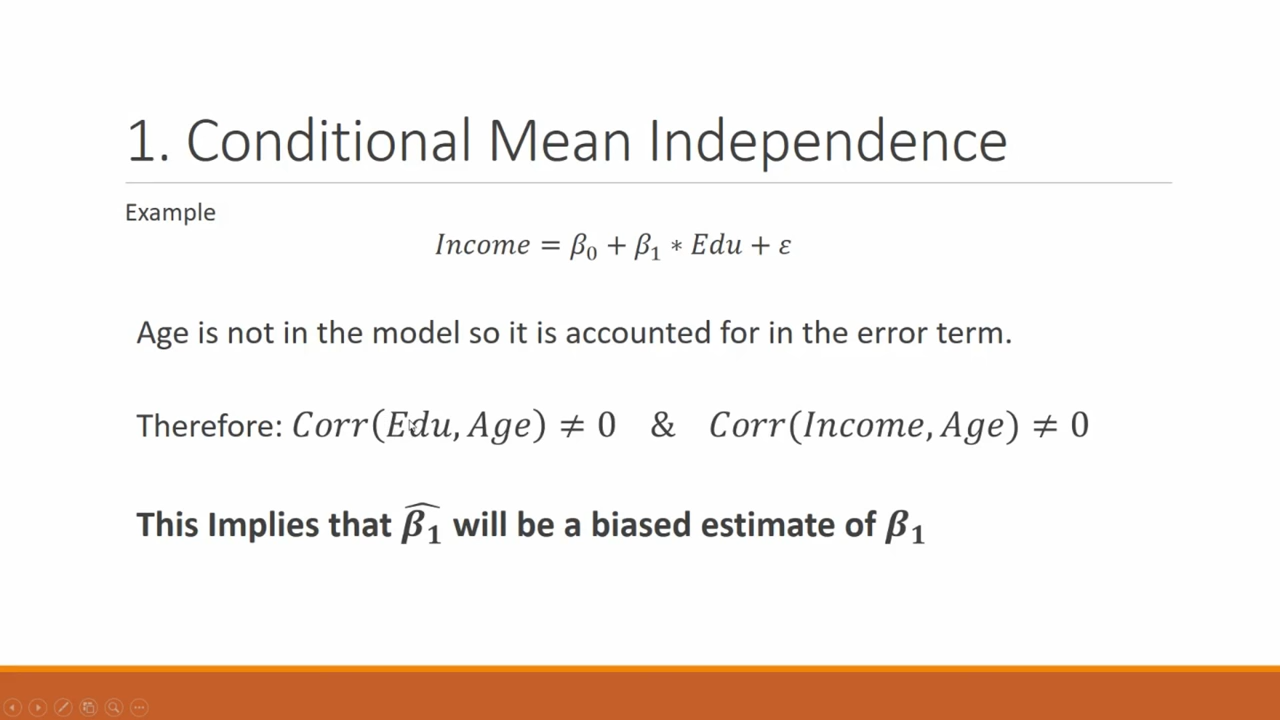 1. Conditional Mean Independence
Example
Income = β₀ + β₁ ∗ Edu + ε
Age is not in the model so it is accounted for in the error term.
Therefore: Corr(Edu, Age) ≠ 0 & Corr(Income, Age) ≠ 0
This Implies that β̂₁ will be a biased estimate of β₁